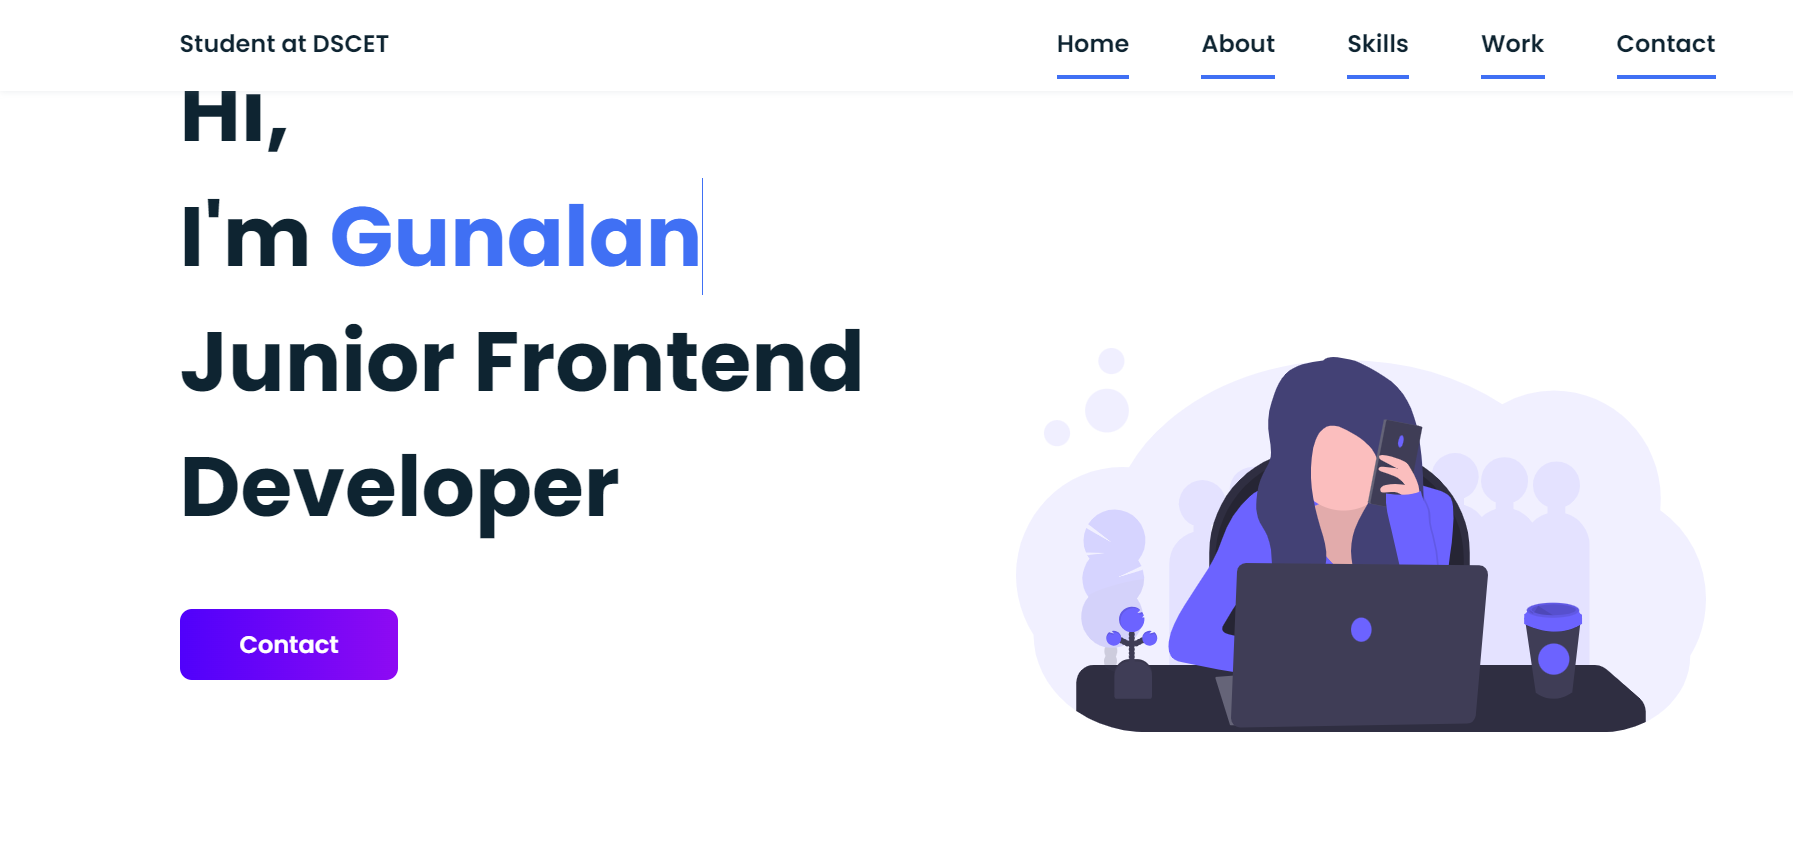 Student at DSCET
Home About Skills Work Contact
Hi,
I'm Gunalan
Junior Frontend
Developer
Contact